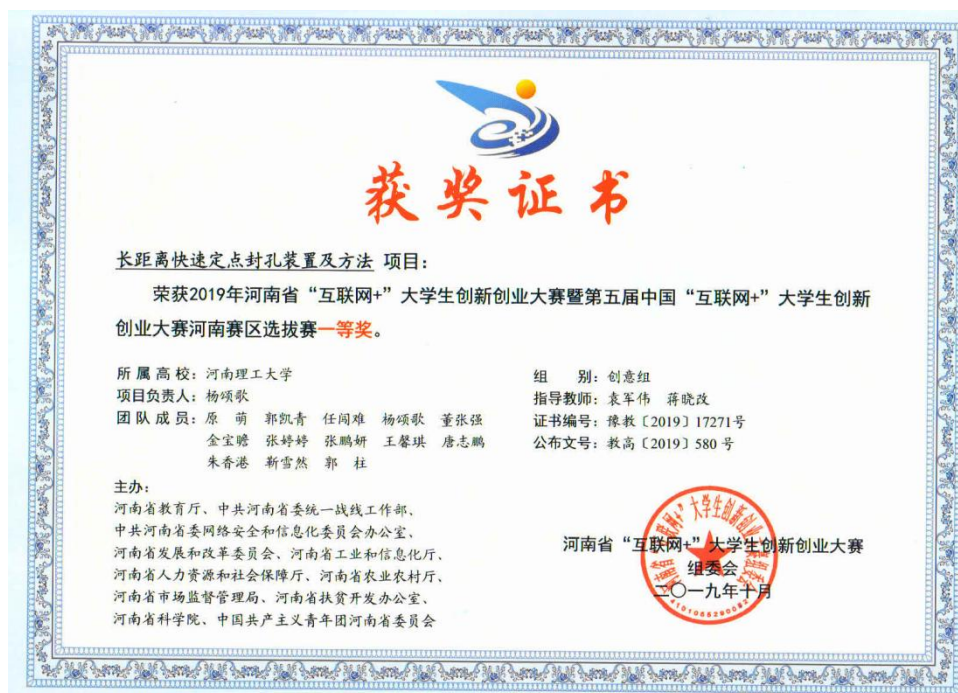 获奖证书
长距离快速定点封孔装置及方法 项目：
荣获2019年河南省“互联网+”大学生创新创业大赛暨第五届中国“互联网+”大学生创新
创业大赛河南赛区选拔赛一等奖。
所属高校：河南理工大学
项目负责人：杨颂歌
团队成员：原 萌 郭凯青 任闯难 杨颂歌 董张强
金宝瞻 张婷婷 张鹏妍 王馨琪 唐志鹏
朱香港 靳雪然 郭 柱
组 别：创意组
指导教师：袁军伟 蒋晓改
证书编号：豫教〔2019〕17271号
公布文号：教高〔2019〕580 号
主办：
河南省教育厅、中共河南省委统一战线工作部、
中共河南省委网络安全和信息化委员会办公室、
河南省发展和改革委员会、河南省工业和信息化厅、
河南省人力资源和社会保障厅、河南省农业农村厅、
河南省市场监督管理局、河南省扶贫开发办公室、
河南省科学院、中国共产主义青年团河南省委员会
河南省“互联网+”大学生创新创业大赛
组委会
二〇一九年十月